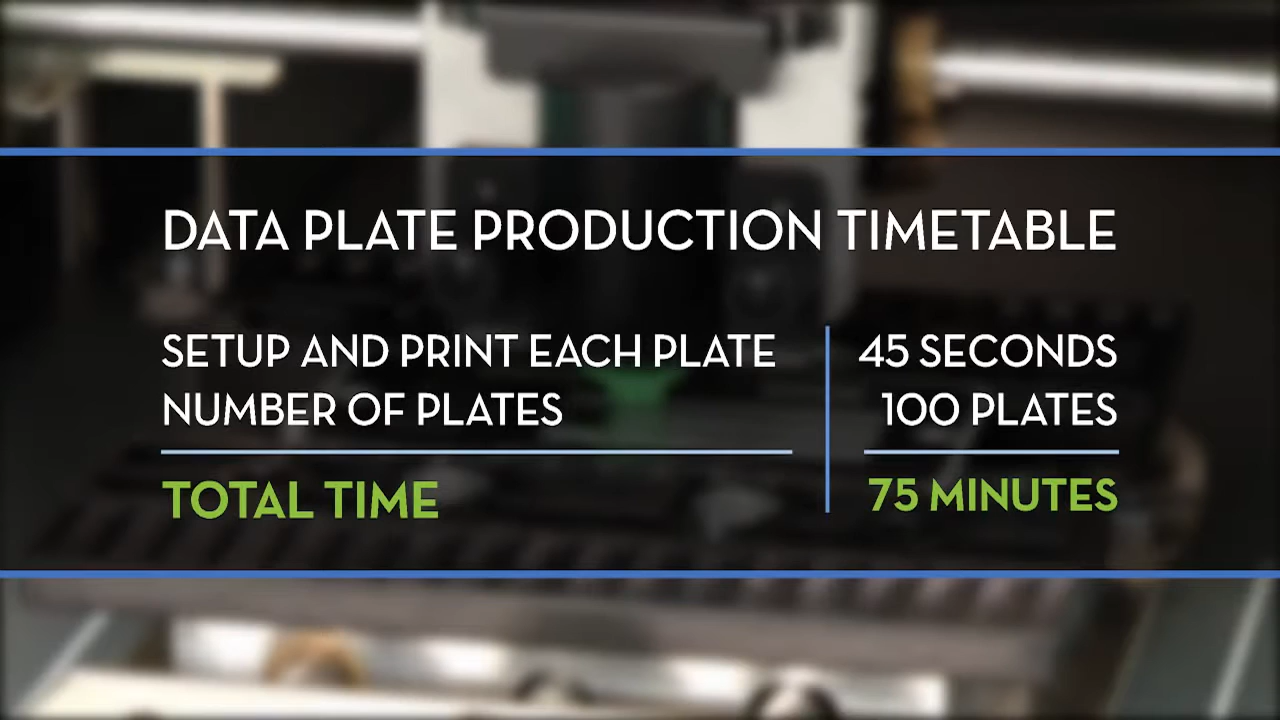 DATA PLATE PRODUCTION TIMETABLE
SETUP AND PRINT EACH PLATE 45 SECONDS
NUMBER OF PLATES 100 PLATES
TOTAL TIME 75 MINUTES